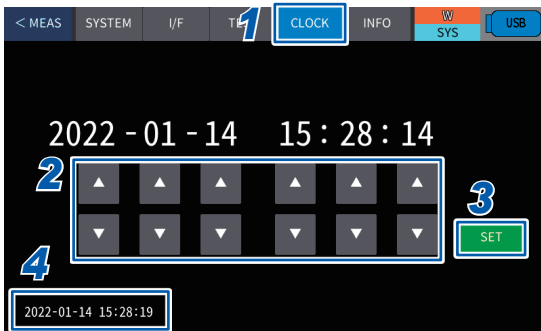 < MEAS SYSTEM I/F CLOCK INFO W SYS USB
1
2022 - 01 - 14 15 : 28 : 14
2
▲ ▲ ▲ ▲ ▲ ▲
3
▼ ▼ ▼ ▼ ▼ ▼
SET
4
2022-01-14 15:28:19